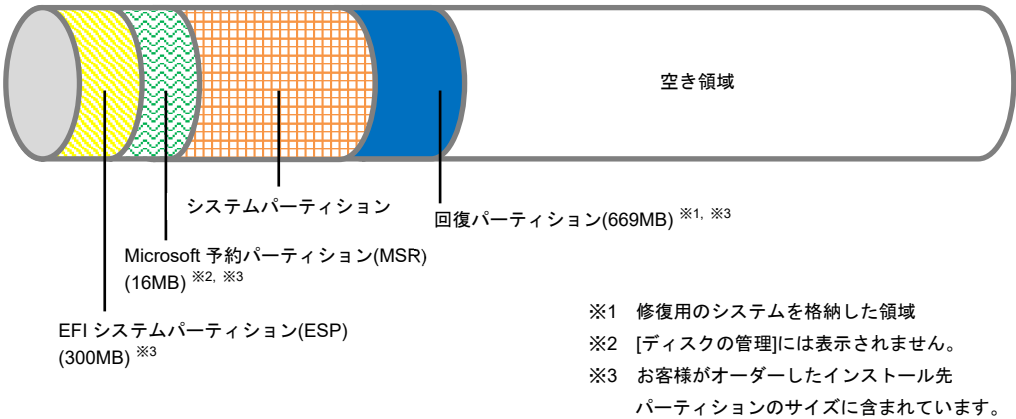 空き領域
システムパーティション
回復パーティション(669MB) ※1, ※3
Microsoft 予約パーティション(MSR)
(16MB) ※2, ※3
EFI システムパーティション(ESP)
(300MB) ※3
※1 修復用のシステムを格納した領域
※2 [ディスクの管理]には表示されません。
※3 お客様がオーダーしたインストール先
パーティションのサイズに含まれています。